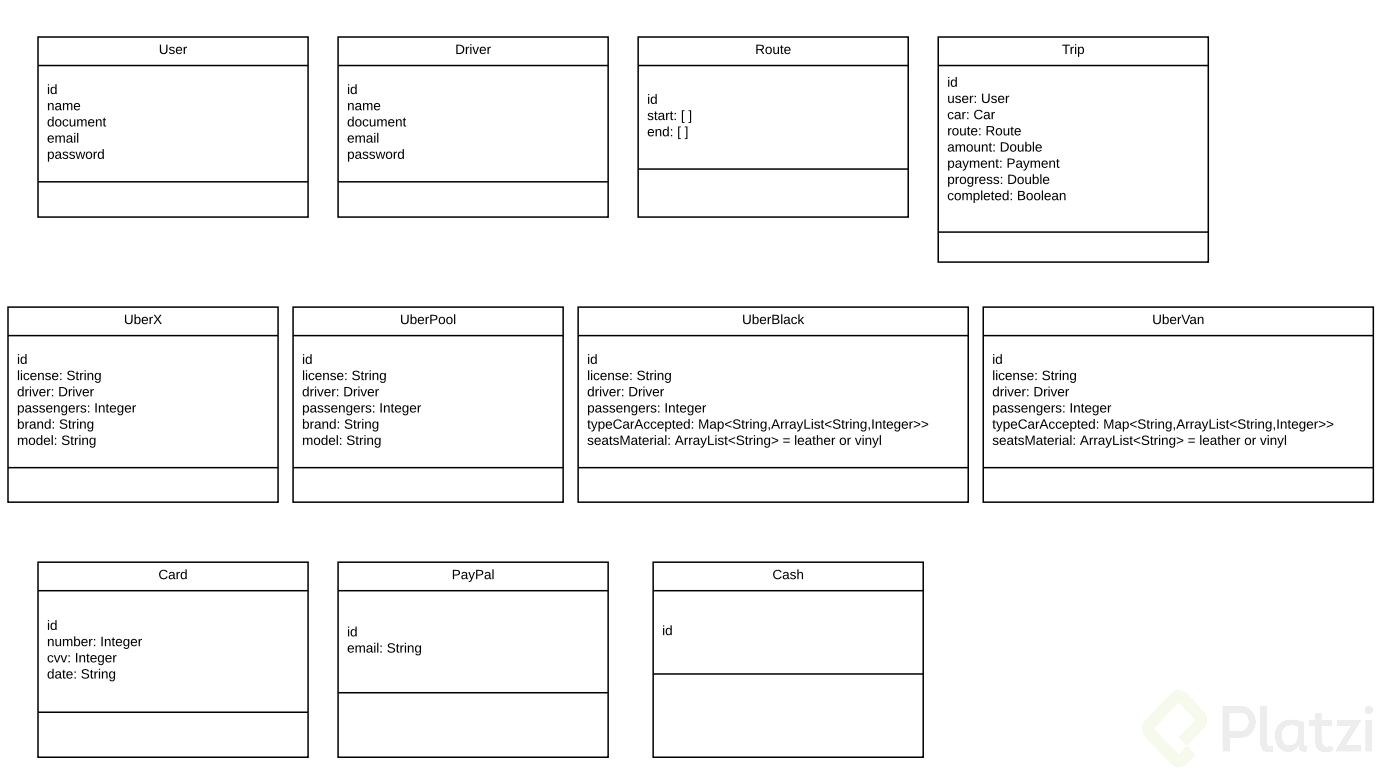 User
id
name
document
email
password
Driver
id
name
document
email
password
Route
id
start: [ ]
end: [ ]
Trip
id
user: User
car: Car
route: Route
amount: Double
payment: Payment
progress: Double
completed: Boolean
UberX
id
license: String
driver: Driver
passengers: Integer
brand: String
model: String
UberPool
id
license: String
driver: Driver
passengers: Integer
brand: String
model: String
UberBlack
id
license: String
driver: Driver
passengers: Integer
typeCarAccepted: Map<String,ArrayList<String,Integer>>
seatsMaterial: ArrayList<String> = leather or vinyl
UberVan
id
license: String
driver: Driver
passengers: Integer
typeCarAccepted: Map<String,ArrayList<String,Integer>>
seatsMaterial: ArrayList<String> = leather or vinyl
Card
id
number: Integer
cvv: Integer
date: String
PayPal
id
email: String
Cash
id
Platzi